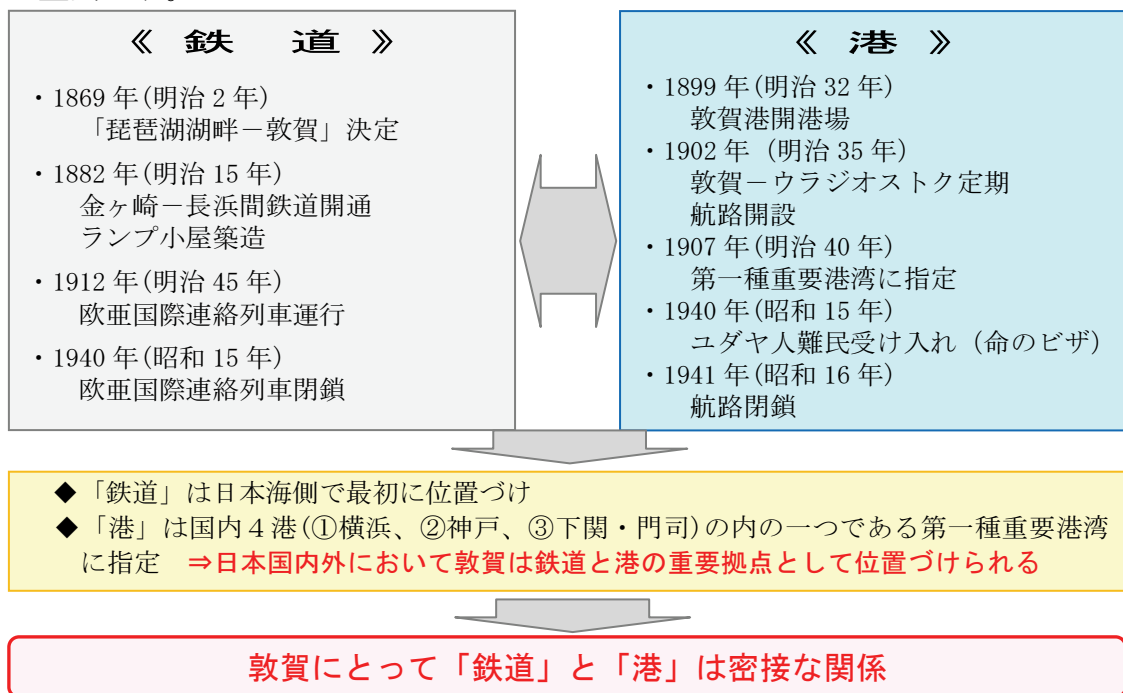 《 鉄 道 》
・1869 年(明治 2 年)
「琵琶湖湖畔－敦賀」決定
・1882 年(明治 15 年)
金ヶ崎－長浜間鉄道開通
ランプ小屋築造
・1912 年(明治 45 年)
欧亜国際連絡列車運行
・1940 年(昭和 15 年)
欧亜国際連絡列車閉鎖
《 港 》
・1899 年(明治 32 年)
敦賀港開港場
・1902 年 (明治 35 年)
敦賀－ウラジオストク定期
航路開設
・1907 年(明治 40 年)
第一種重要港湾に指定
・1940 年(昭和 15 年)
ユダヤ人難民受け入れ（命のビザ）
・1941 年(昭和 16 年)
航路閉鎖
◆「鉄道」は日本海側で最初に位置づけ
◆「港」は国内４港(①横浜、②神戸、③下関・門司)の内の一つである第一種重要港湾
に指定 ⇒日本国内外において敦賀は鉄道と港の重要拠点として位置づけられる
敦賀にとって「鉄道」と「港」は密接な関係